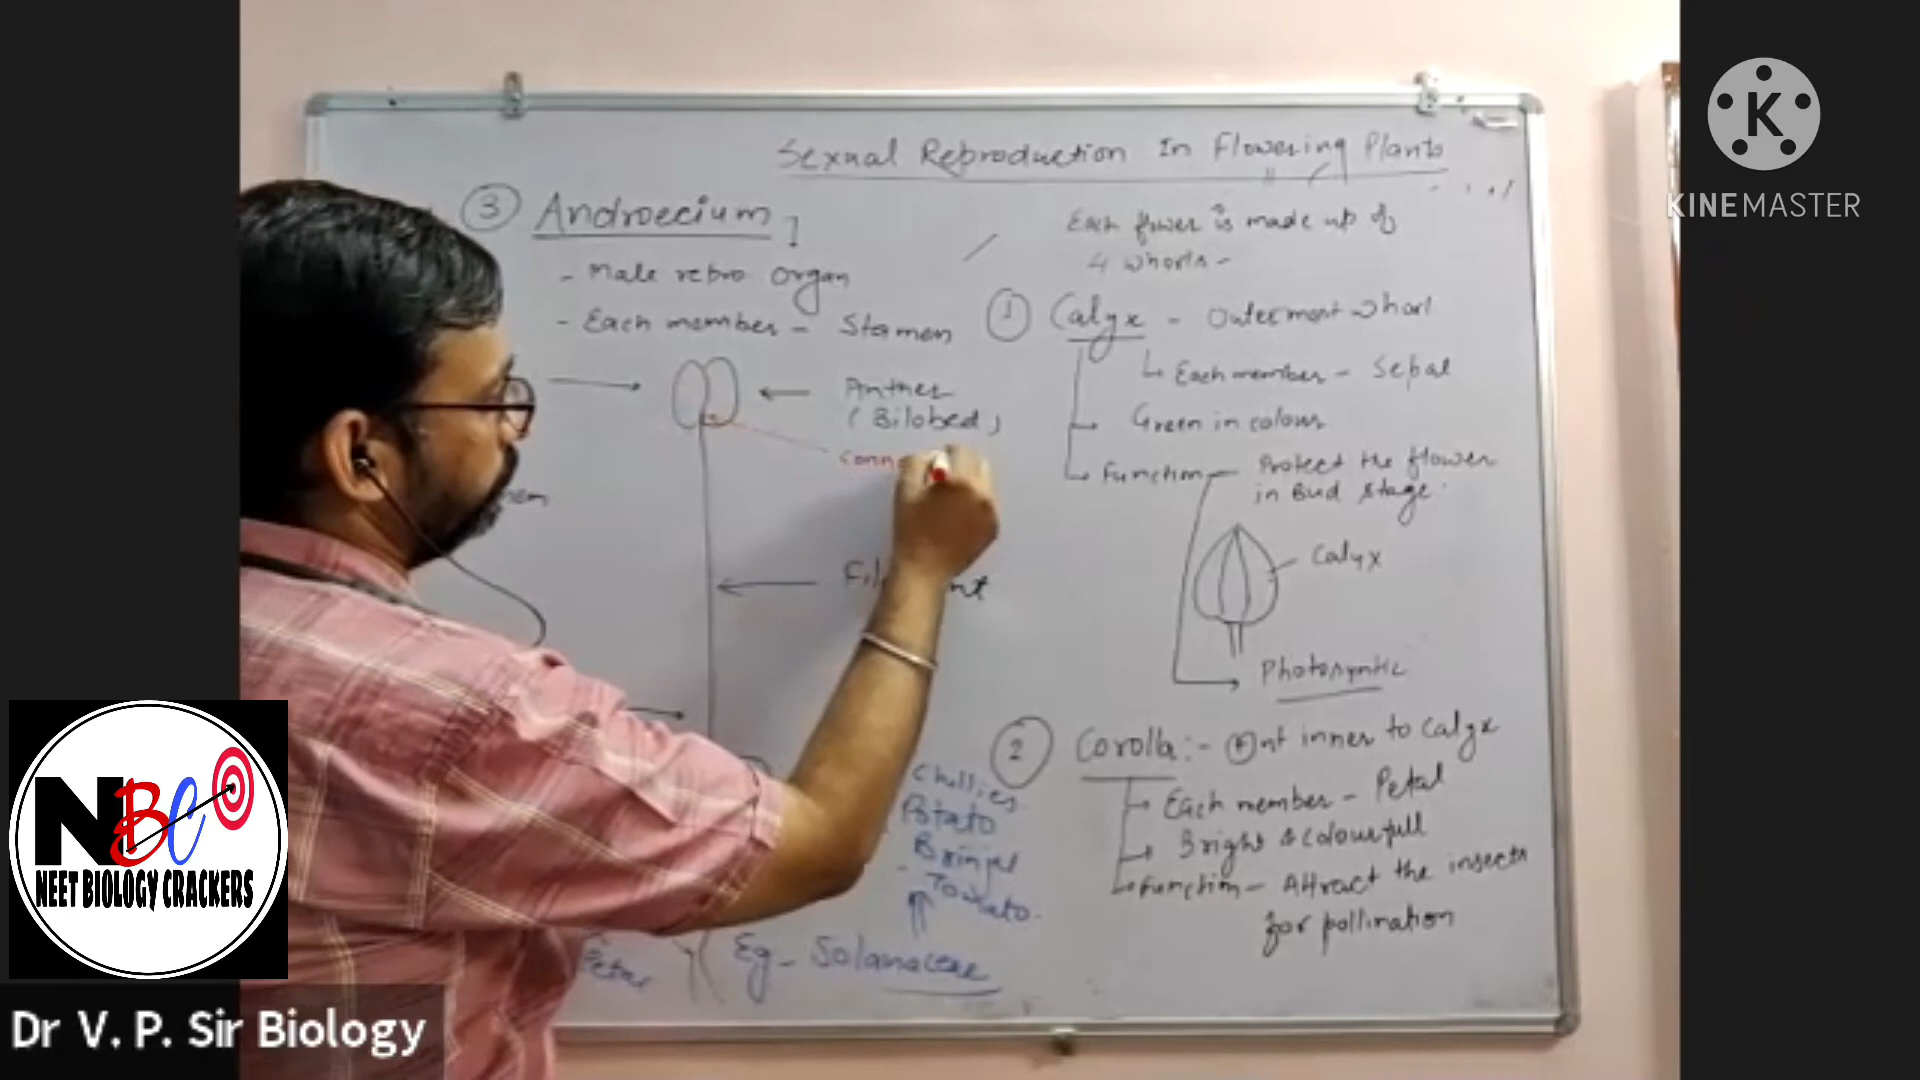 Sexual Reproduction In Flowering Plants
③ Androecium
- Male repro organ
- Each member - Stamen
Anther
(Bilobed)
Conn
Eg - Solanaceae
Chillies
Potato
Brinjal
- Tomato.
Each flower is made up of
4 whorls -
① Calyx - Outermost whorl
Each member - Sepal
Green in colour
Function - Protect the flower
in Bud stage.
Calyx
Photosyntic
② Corolla :- nt inner to calyx
Each member - Petal
Bright & colourfull
Function - Attract the insects
for pollination
K
KINEMASTER
NBC
NEET BIOLOGY CRACKERS
Dr V. P. Sir Biology